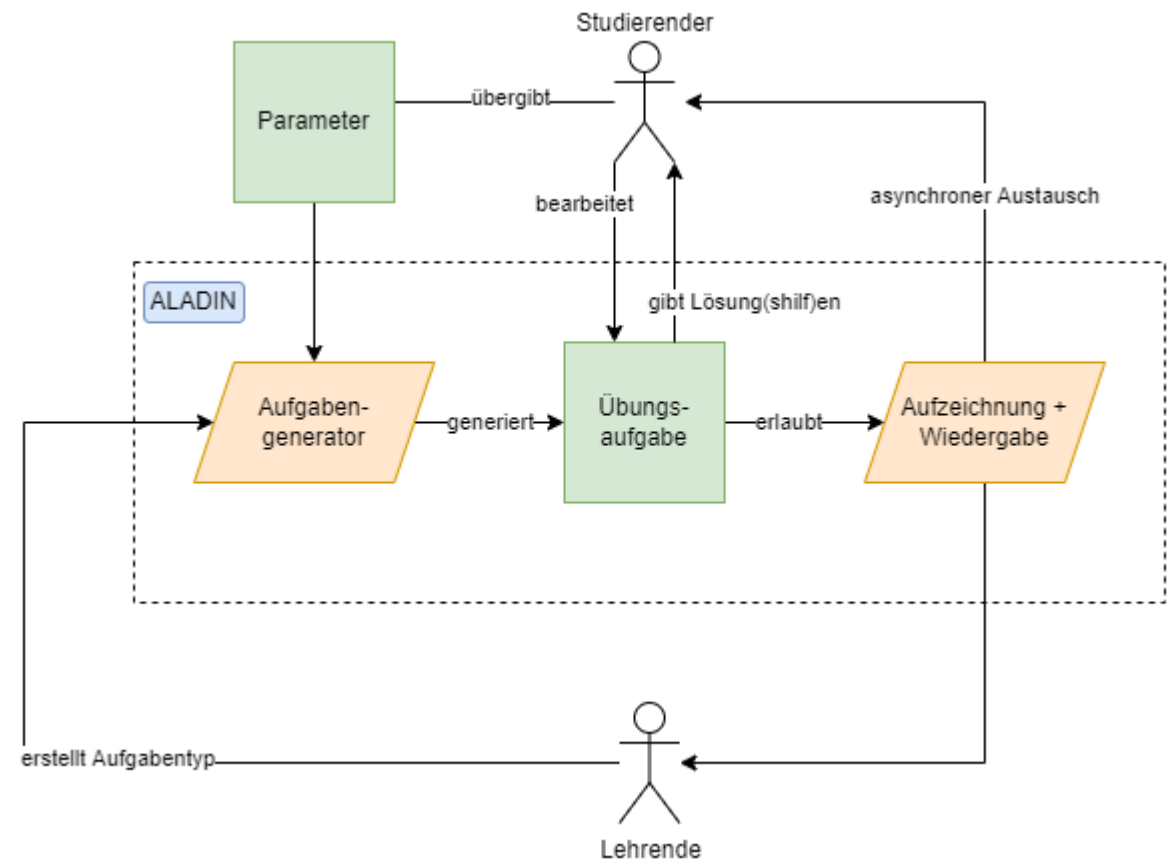 Studierender
Parameter
übergibt
bearbeitet
asynchroner Austausch
ALADIN
gibt Lösung(shilf)en
Aufgaben-
generator
generiert
Übungs-
aufgabe
erlaubt
Aufzeichnung +
Wiedergabe
erstellt Aufgabentyp
Lehrende